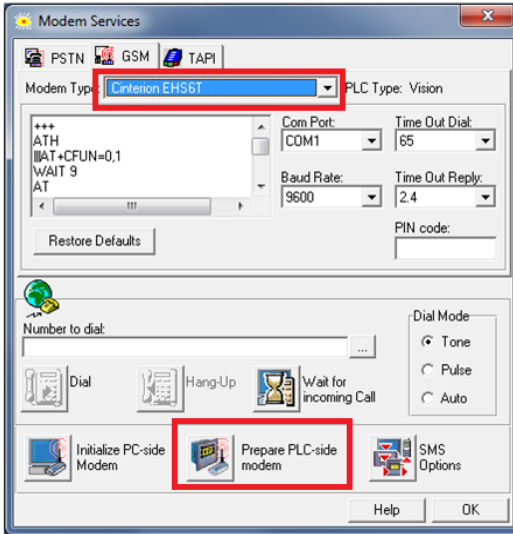 Modem Services
PSTN GSM TAPI
Modem Type: Cinterion EHS6T PLC Type: Vision
+++
ATH
AT+CFUN=0,1
WAIT 9
AT
Com Port:
COM1
Time Out Dial:
65
Baud Rate:
9600
Time Out Reply:
2.4
PIN code:
Restore Defaults
Number to dial:
...
Dial
Hang-Up
Wait for
incoming Call
Dial Mode
Tone
Pulse
Auto
Initialize PC-side
Modem
Prepare PLC-side
modem
SMS
Options
Help OK